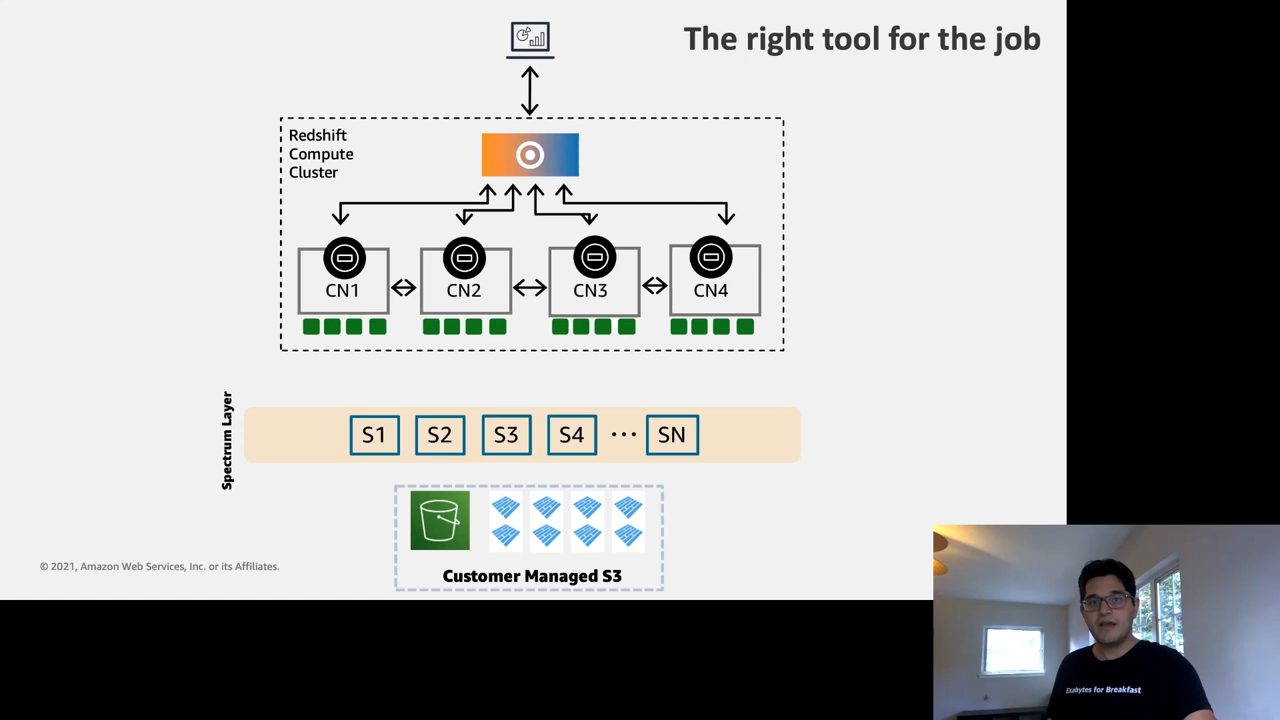 The right tool for the job
Redshift
Compute
Cluster
CN1
CN2
CN3
CN4
Spectrum Layer
S1
S2
S3
S4
...
SN
Customer Managed S3
© 2021, Amazon Web Services, Inc. or its Affiliates.
Exabytes for Breakfast